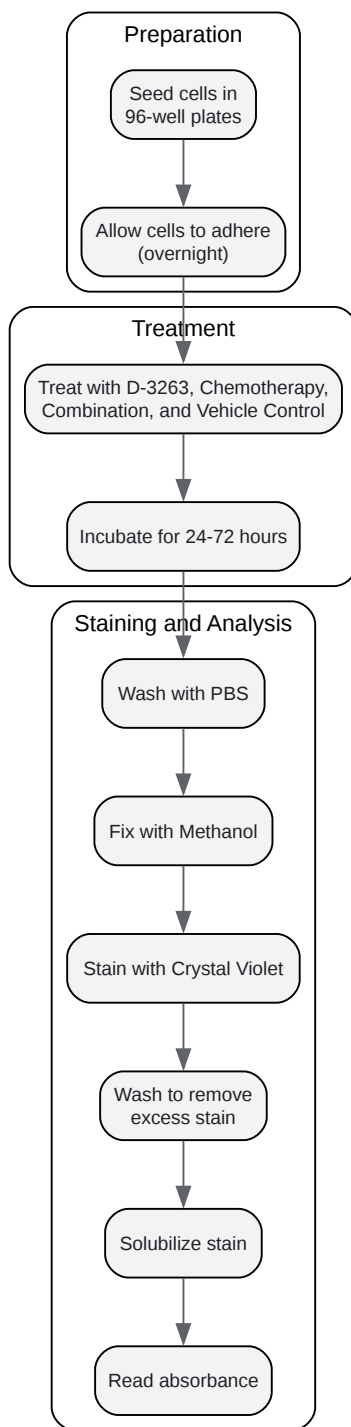 Preparation
Seed cells in
96-well plates
Allow cells to adhere
(overnight)
Treatment
Treat with D-3263, Chemotherapy,
Combination, and Vehicle Control
Incubate for 24-72 hours
Staining and Analysis
Wash with PBS
Fix with Methanol
Stain with Crystal Violet
Wash to remove
excess stain
Solubilize stain
Read absorbance